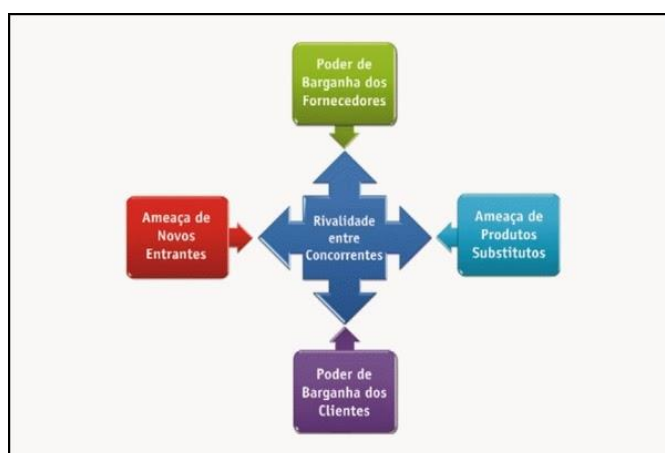 Poder de
Barganha dos
Fornecedores
Ameaça de
Novos
Entrantes
Rivalidade
entre
Concorrentes
Ameaça de
Produtos
Substitutos
Poder de
Barganha dos
Clientes